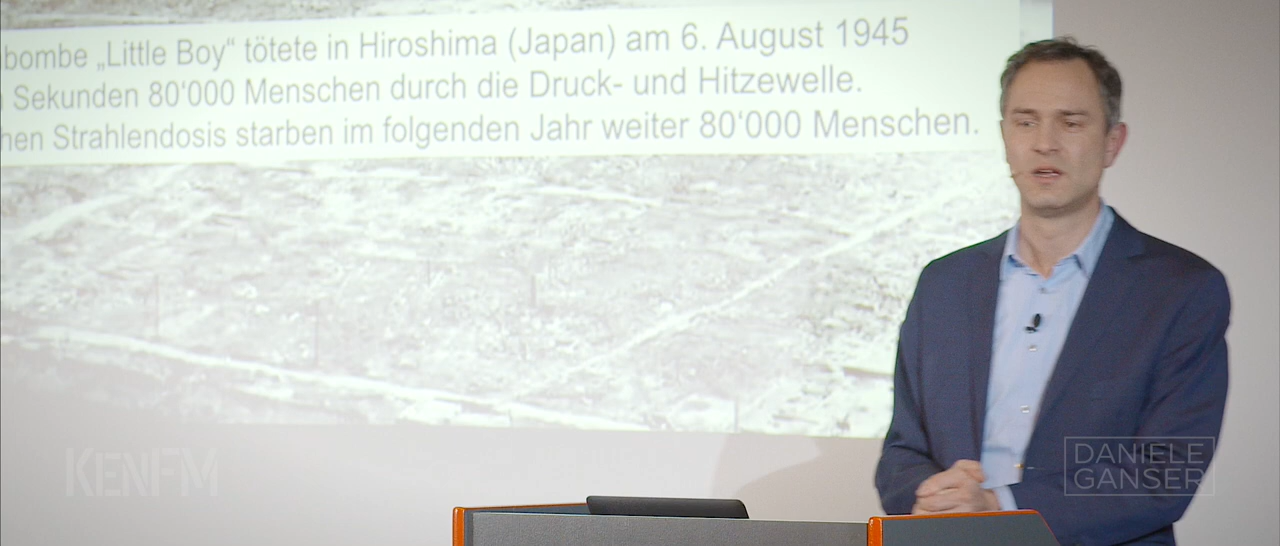 bombe „Little Boy“ tötete in Hiroshima (Japan) am 6. August 1945
Sekunden 80'000 Menschen durch die Druck- und Hitzewelle.
hen Strahlendosis starben im folgenden Jahr weiter 80‘000 Menschen.
KENFM
DANIELE
GANSER